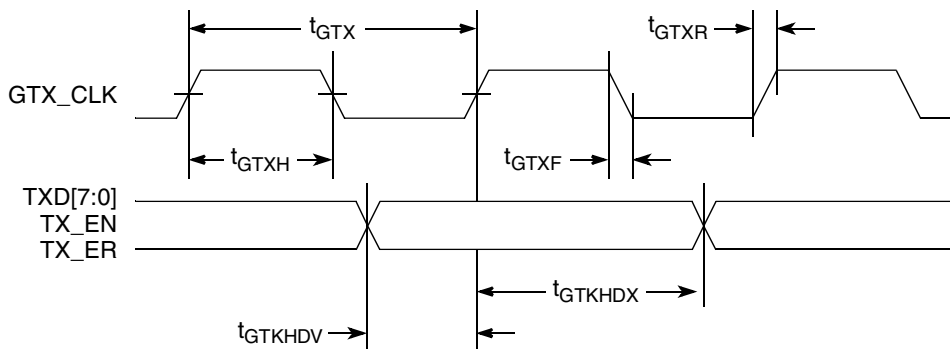 tGTX
tGTXR
GTX_CLK
tGTXH
tGTXF
TXD[7:0]
TX_EN
TX_ER
tGTKHDX
tGTKHDV